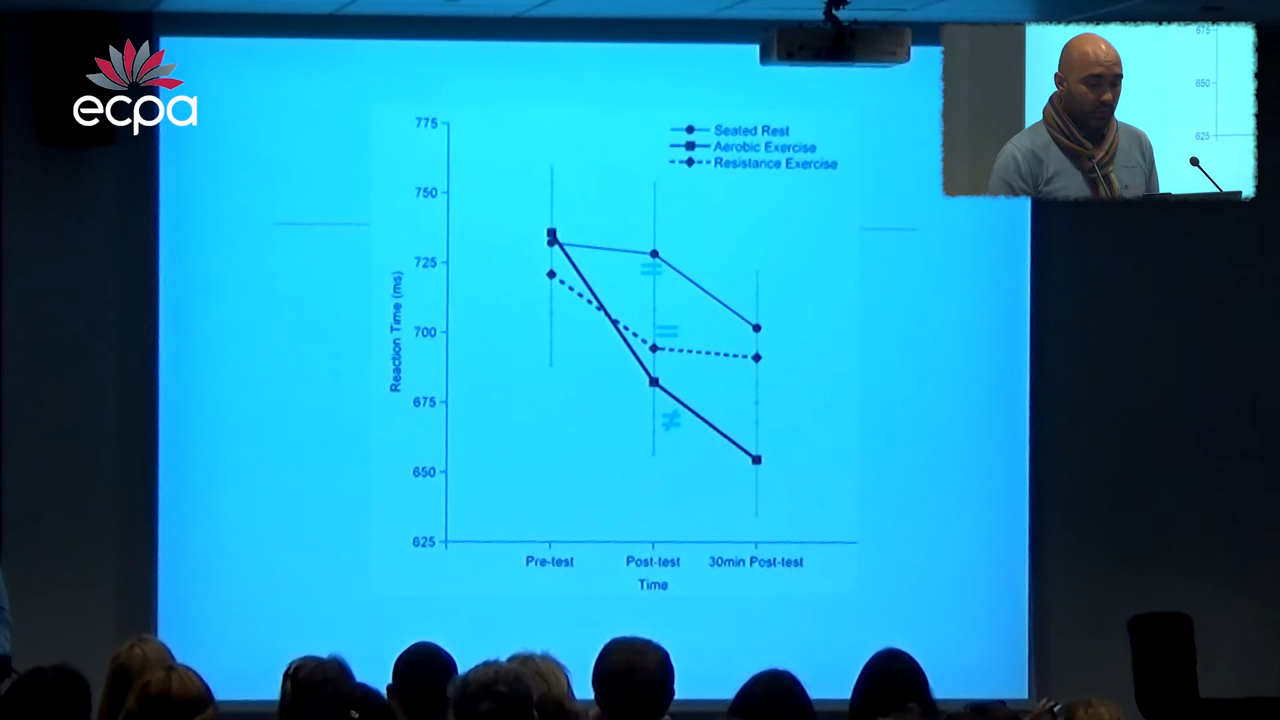 ecpa
775
750
725
700
675
650
625
Reaction Time (ms)
Seated Rest
Aerobic Exercise
Resistance Exercise
=
=
≠
Pre-test Post-test 30min Post-test
Time
675
650
625